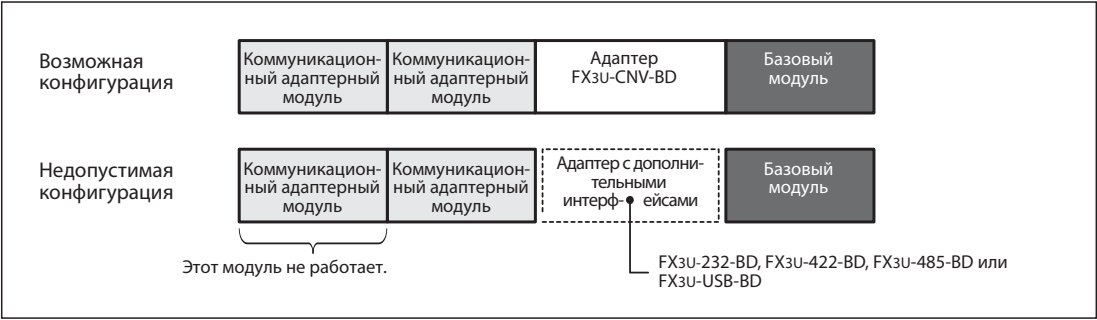 Возможная
конфигурация
Коммуникацион-
ный адаптерный
модуль
Коммуникацион-
ный адаптерный
модуль
Адаптер
FX3U-CNV-BD
Базовый
модуль
Недопустимая
конфигурация
Коммуникацион-
ный адаптерный
модуль
Коммуникацион-
ный адаптерный
модуль
Адаптер с дополни-
тельными
интерф- ейсами
Базовый
модуль
Этот модуль не работает.
FX3U-232-BD, FX3U-422-BD, FX3U-485-BD или
FX3U-USB-BD